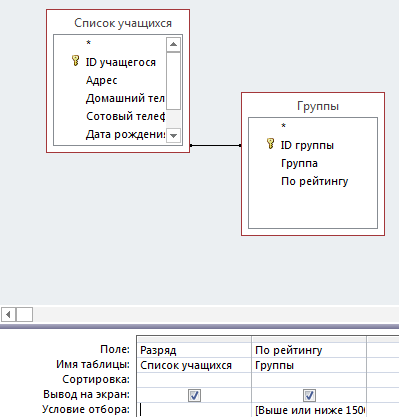 Список учащихся
*
ID учащегося
Адрес
Домашний тел
Сотовый телеф
Дата рождения
Группы
*
ID группы
Группа
По рейтингу
Поле: Разряд По рейтингу
Имя таблицы: Список учащихся Группы
Сортировка:
Вывод на экран:
Условие отбора: [Выше или ниже 150